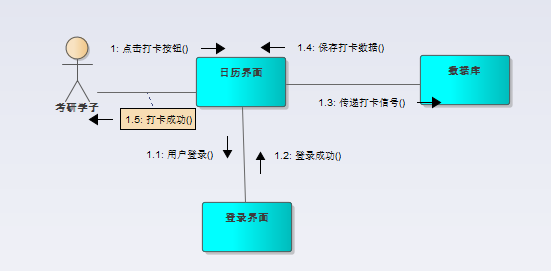 1: 点击打卡按钮()
1.4: 保存打卡数据()
日历界面
数据库
考研学子
1.3: 传递打卡信号()
1.5: 打卡成功()
1.1: 用户登录()
1.2: 登录成功()
登录界面